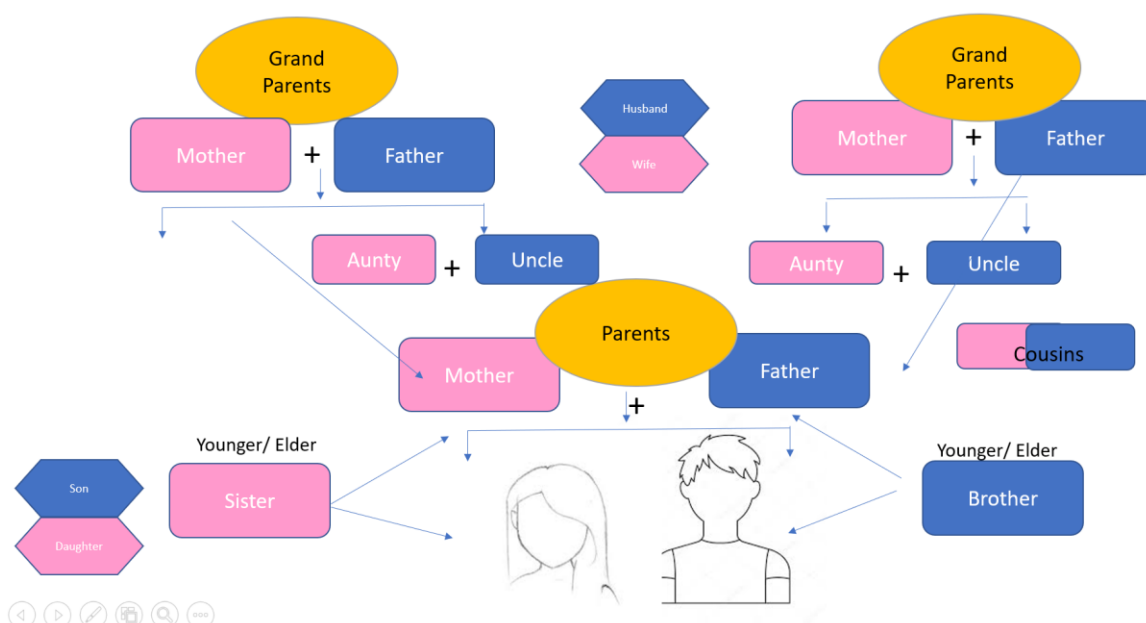 Grand
Parents
Grand
Parents
Husband
Wife
Mother
+
Father
Mother
+
Father
Aunty
+
Uncle
Aunty
+
Uncle
Parents
Mother
Father
+
Cousins
Younger/ Elder
Sister
Younger/ Elder
Brother
Son
Daughter